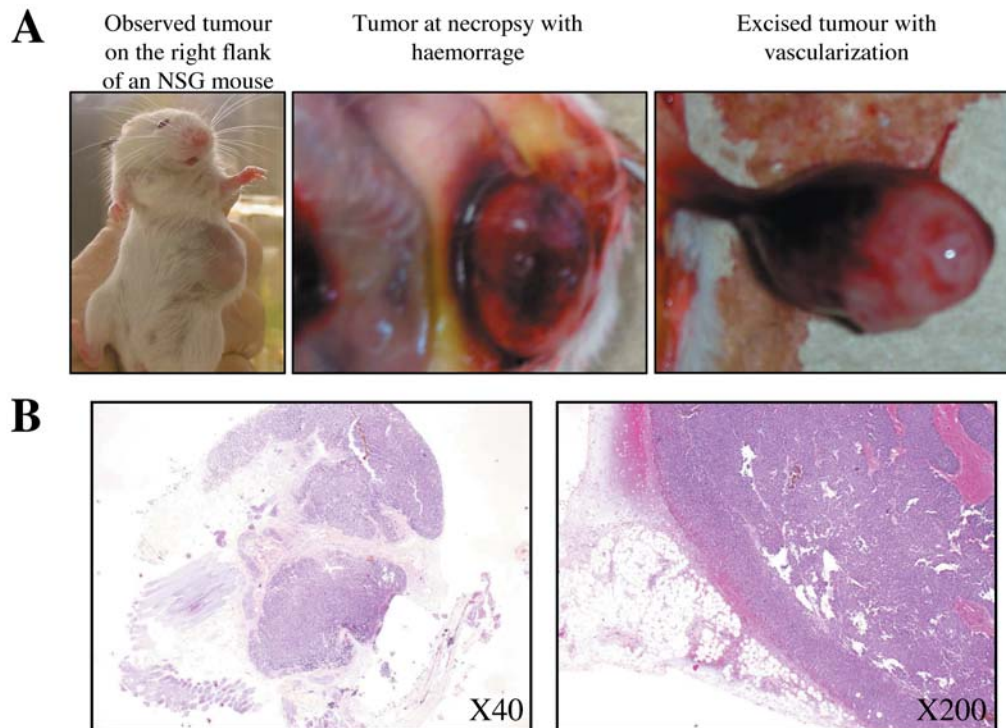 A
Observed tumour
on the right flank
of an NSG mouse
Tumor at necropsy with
haemorrage
Excised tumour with
vascularization
B
X40
X200